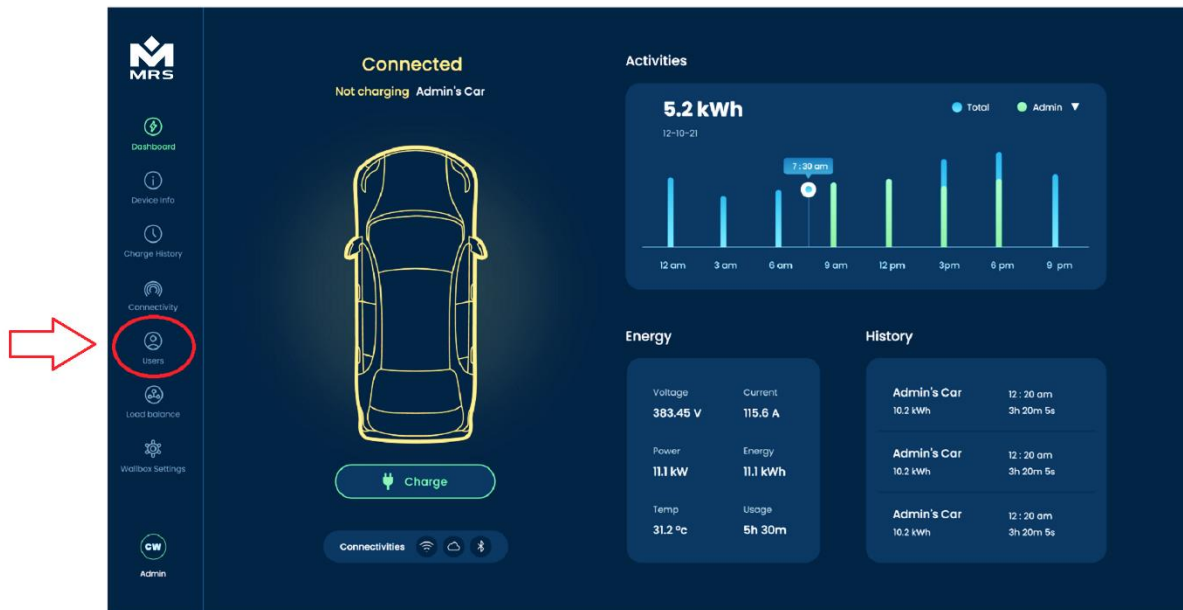 MRS
Dashboard
Device Info
Charge History
Connectivity
Users
Load balance
Wallbox Settings
CW
Admin
Connected
Not charging Admin's Car
Charge
Connectivities
Activities
5.2 kWh
12-10-21
Total Admin
7:30 am
12 am 3 am 6 am 9 am 12 pm 3pm 6 pm 9 pm
Energy
Voltage Current
383.45 V 115.6 A
Power Energy
11.1 kW 11.1 kWh
Temp Usage
31.2 °c 5h 30m
History
Admin's Car 12 : 20 am
10.2 kWh 3h 20m 5s
Admin's Car 12 : 20 am
10.2 kWh 3h 20m 5s
Admin's Car 12 : 20 am
10.2 kWh 3h 20m 5s